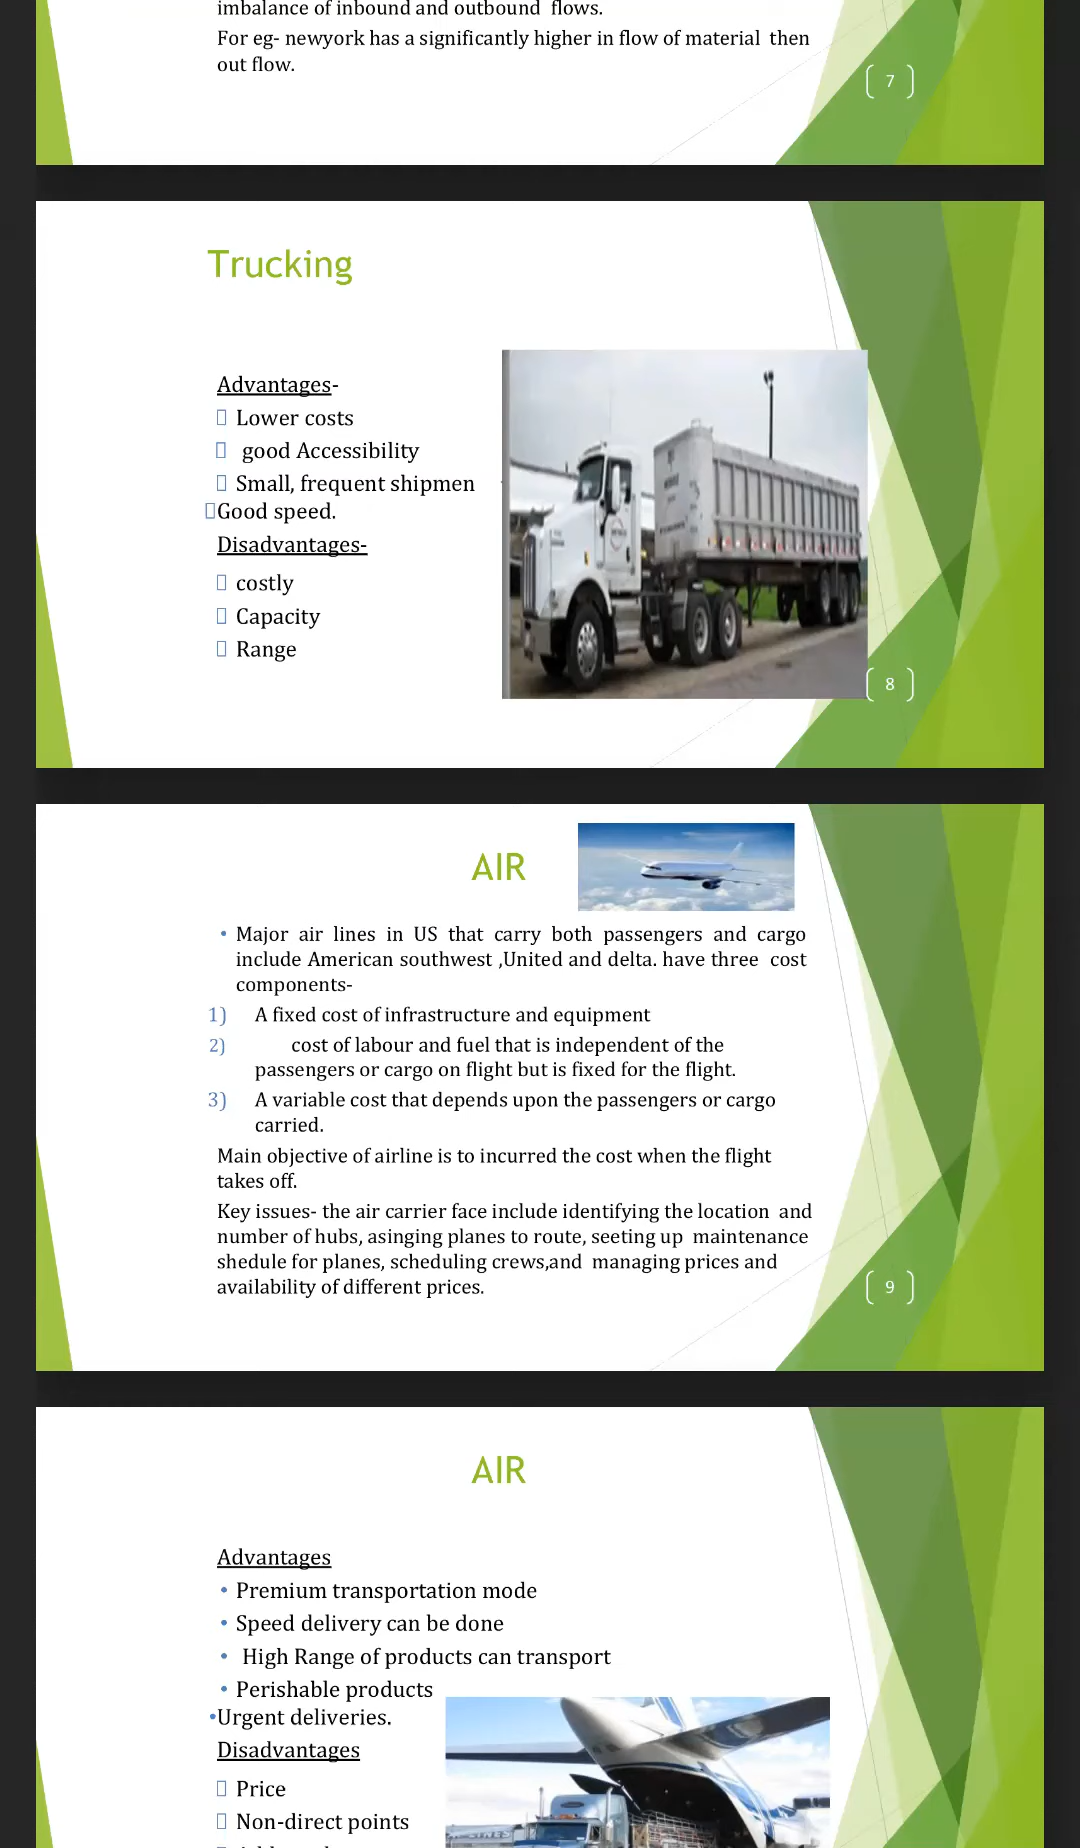 imbalance of inbound and outbound flows.
For eg- newyork has a significantly higher in flow of material then
out flow.
7
Trucking
Advantages-
Lower costs
good Accessibility
Small, frequent shipmen
Good speed.
Disadvantages-
costly
Capacity
Range
8
AIR
• Major air lines in US that carry both passengers and cargo
include American southwest ,United and delta. have three cost
components-
1) A fixed cost of infrastructure and equipment
2) cost of labour and fuel that is independent of the
passengers or cargo on flight but is fixed for the flight.
3) A variable cost that depends upon the passengers or cargo
carried.
Main objective of airline is to incurred the cost when the flight
takes off.
Key issues- the air carrier face include identifying the location and
number of hubs, asinging planes to route, seeting up maintenance
shedule for planes, scheduling crews,and managing prices and
availability of different prices.
9
AIR
Advantages
• Premium transportation mode
• Speed delivery can be done
• High Range of products can transport
• Perishable products
•Urgent deliveries.
Disadvantages
Price
Non-direct points